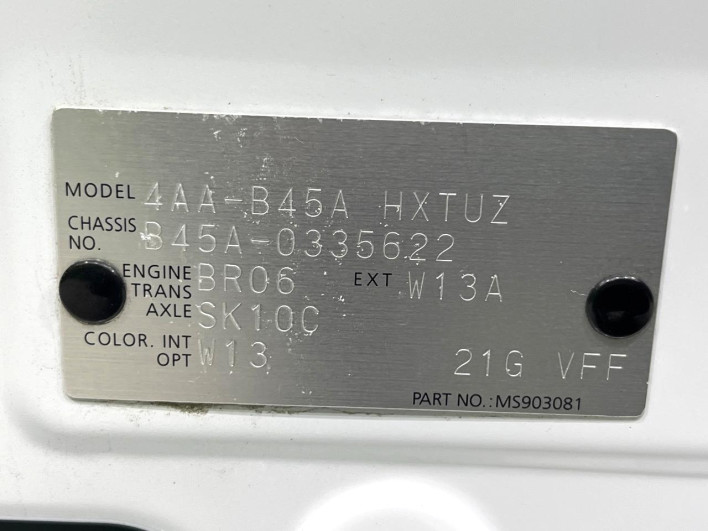 MODEL 4AA-B45A HXTUZ
CHASSIS NO. B45A-0335622
ENGINE BR06 EXT W13A
TRANS AXLE SK10C
COLOR. INT W13
OPT 21G VFF
PART NO.:MS903081